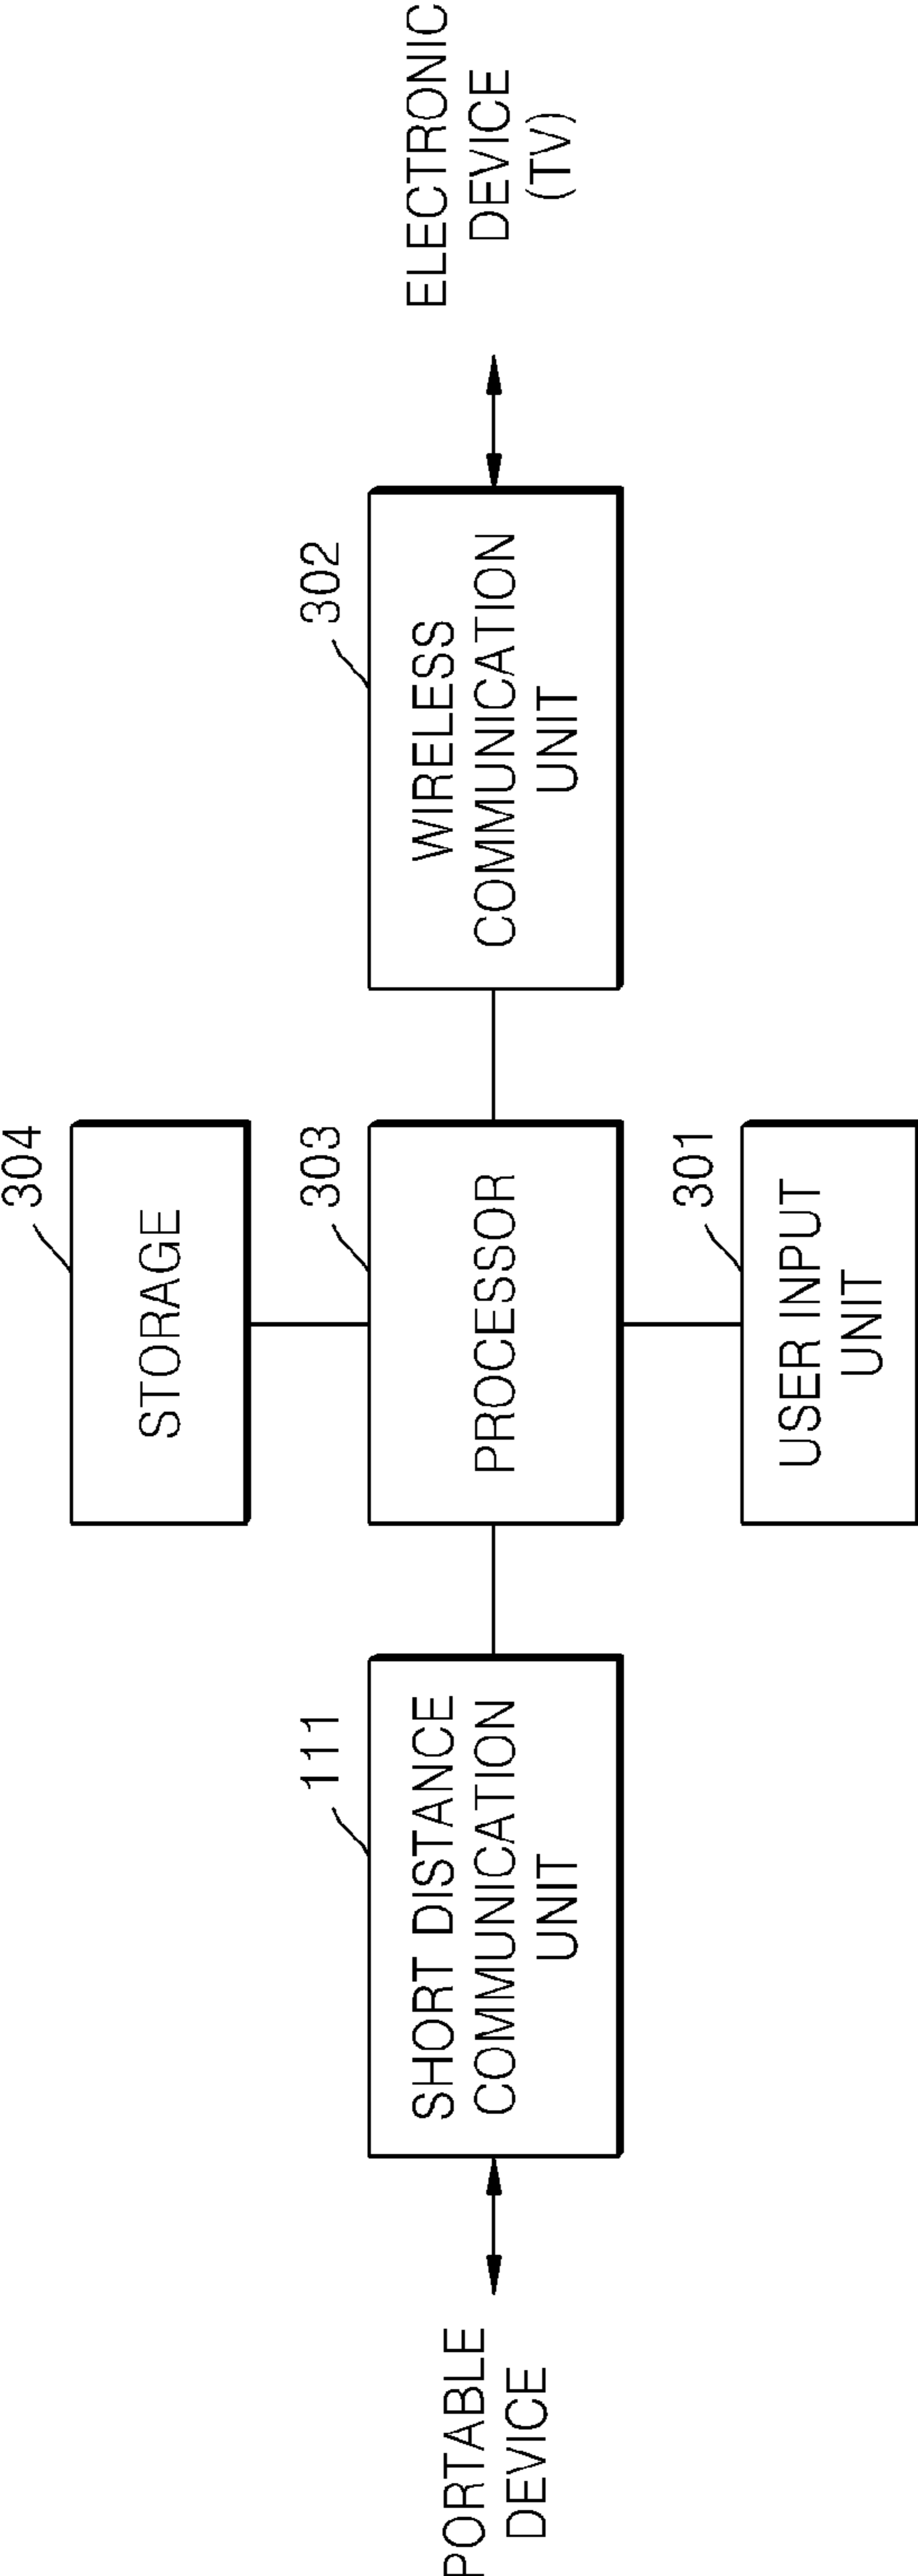 304
STORAGE
111
303
302
PORTABLE
DEVICE
SHORT DISTANCE
COMMUNICATION
UNIT
PROCESSOR
WIRELESS
COMMUNICATION
UNIT
ELECTRONIC
DEVICE
(TV)
301
USER INPUT
UNIT